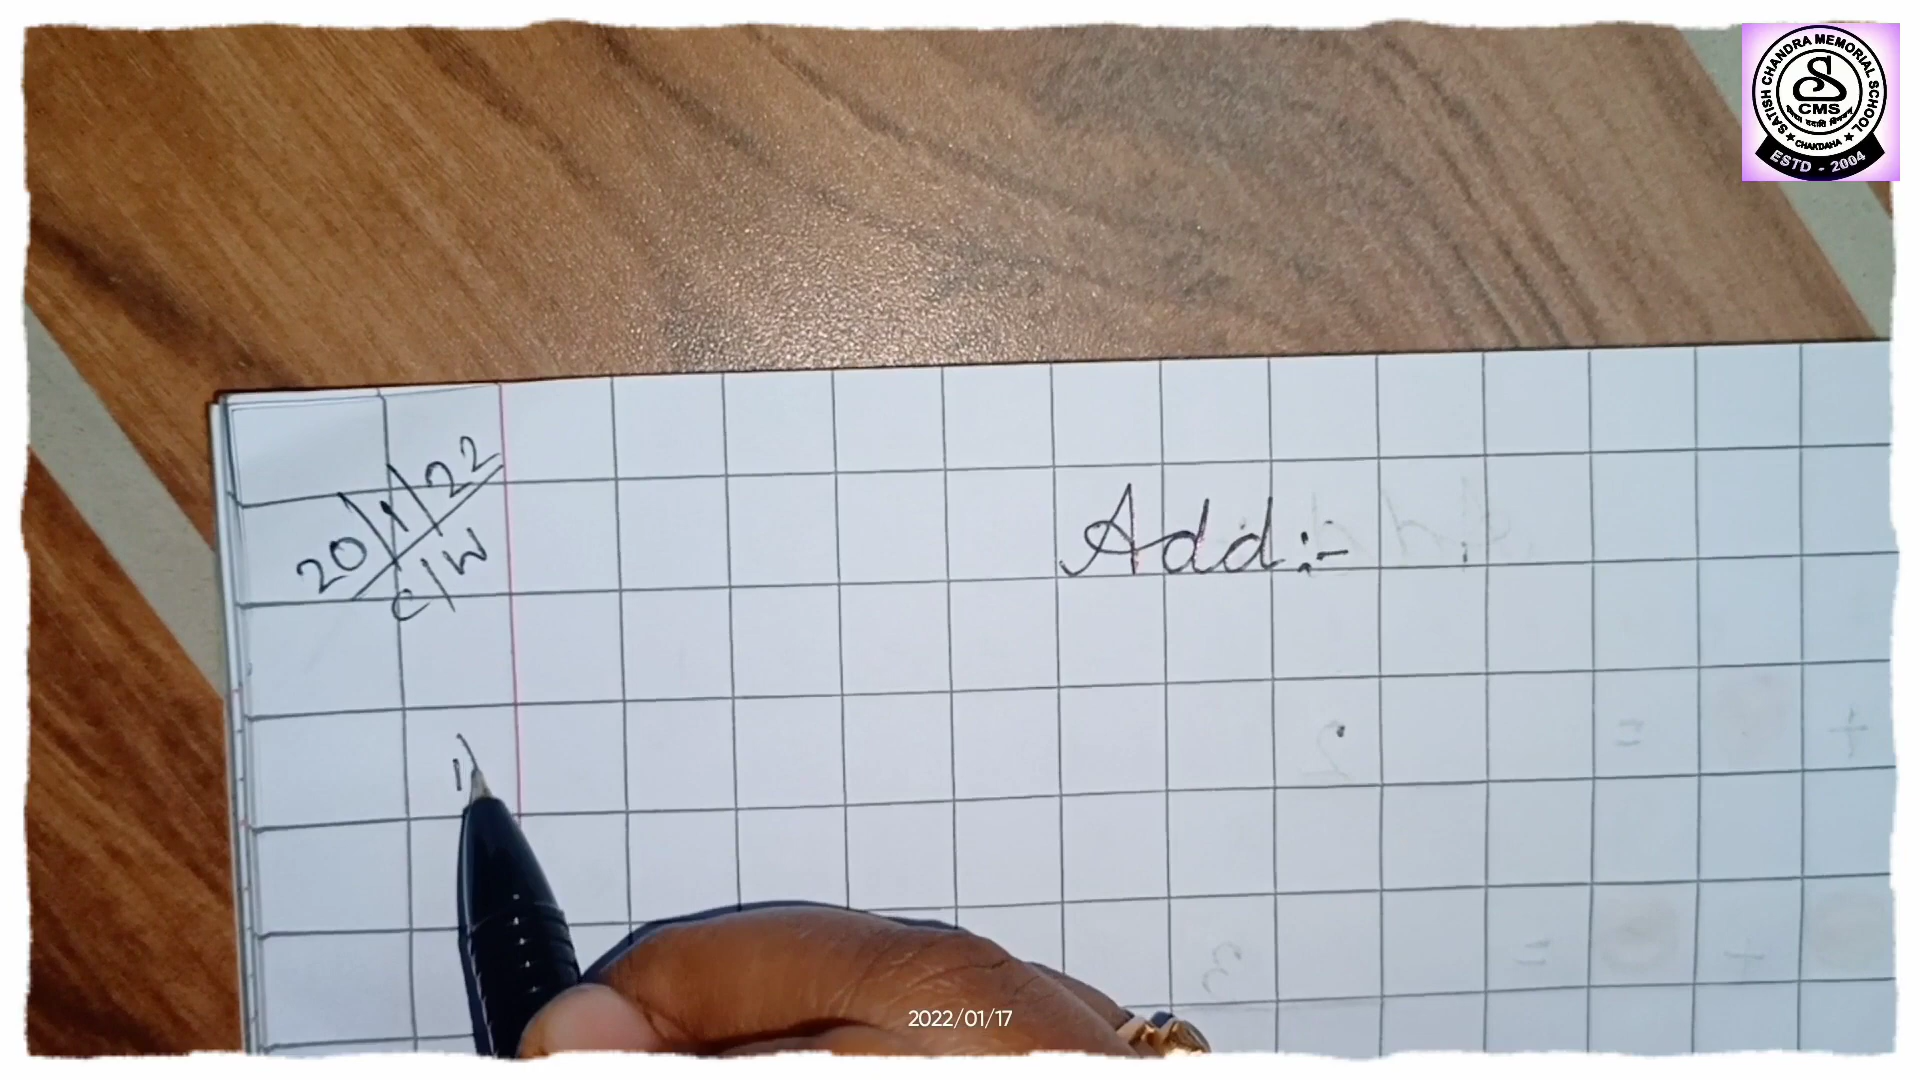 SATISH CHANDRA MEMORIAL SCHOOL
S
CMS
★ CHAKDAHA ★
ESTD - 2004
20/1/22
C/W
Add:-
1)
2022/01/17